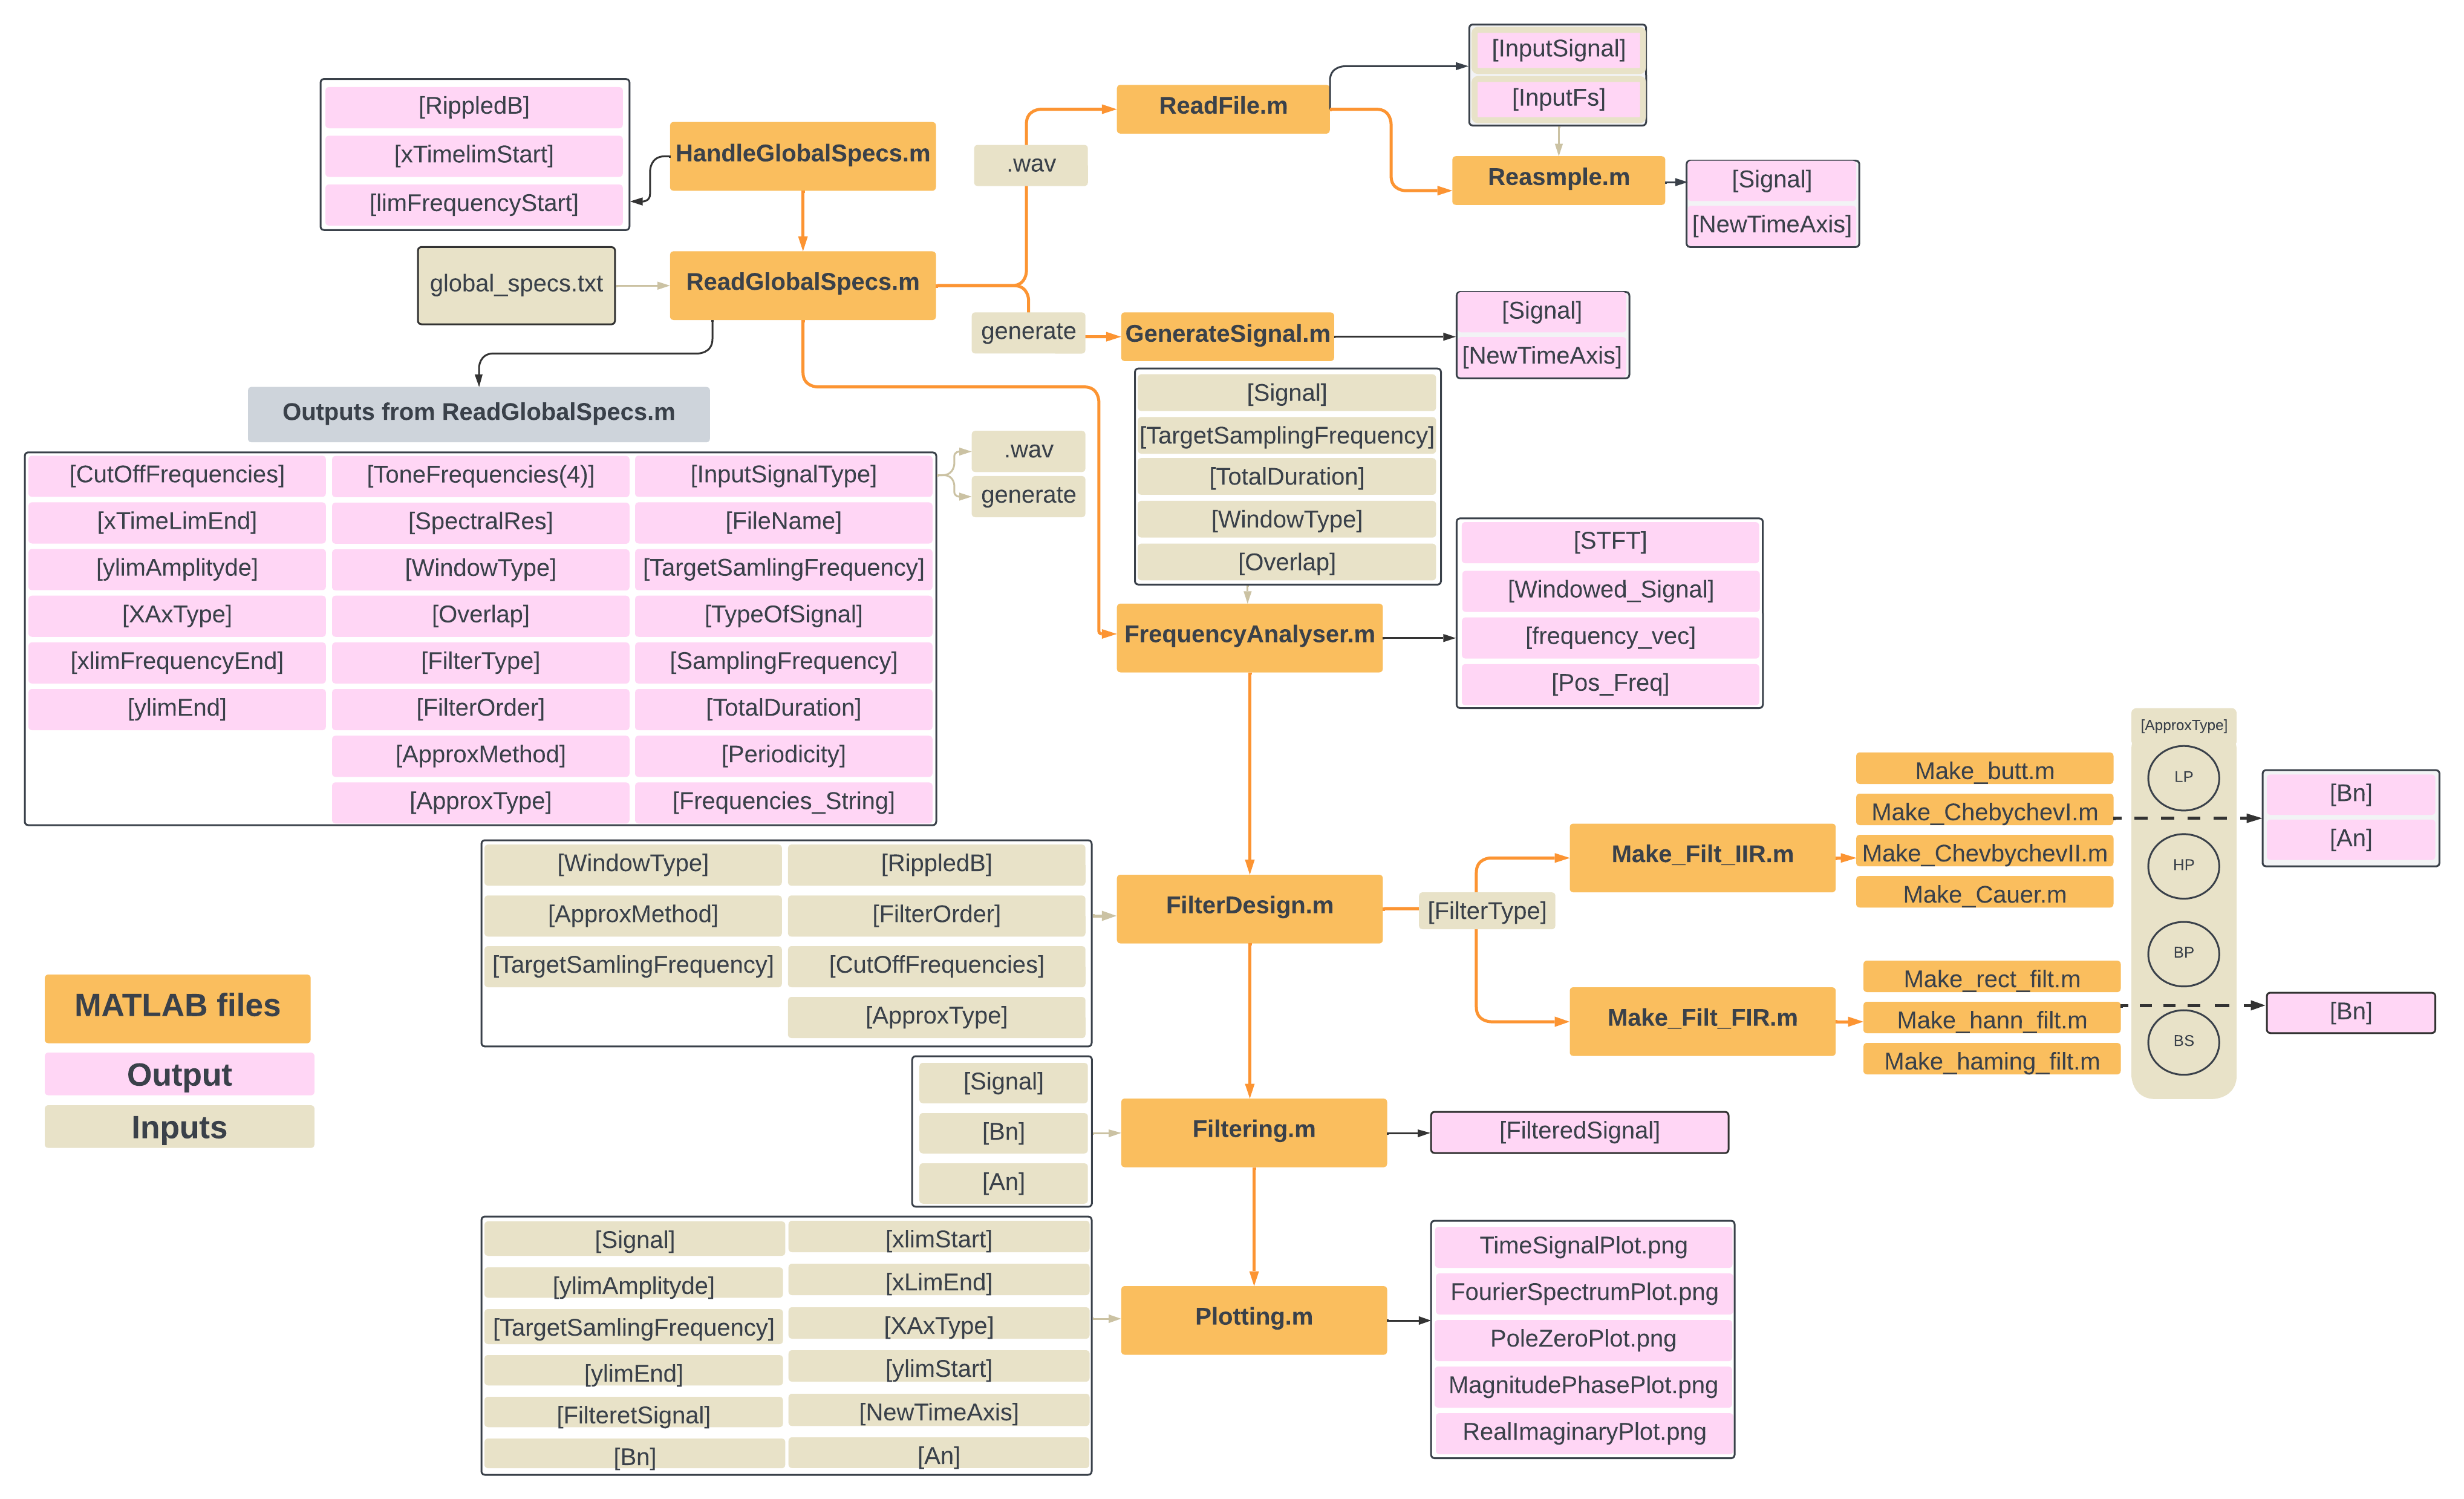 [InputSignal]
[InputFs]
ReadFile.m
[RippledB]
[xTimelimStart]
[limFrequencyStart]
HandleGlobalSpecs.m
.wav
Reasmple.m
[Signal]
[NewTimeAxis]
global_specs.txt
ReadGlobalSpecs.m
generate
GenerateSignal.m
[Signal]
[NewTimeAxis]
Outputs from ReadGlobalSpecs.m
[CutOffFrequencies]
[xTimeLimEnd]
[ylimAmplityde]
[XAxType]
[xlimFrequencyEnd]
[ylimEnd]
[ToneFrequencies(4)]
[SpectralRes]
[WindowType]
[Overlap]
[FilterType]
[FilterOrder]
[ApproxMethod]
[ApproxType]
[InputSignalType]
[FileName]
[TargetSamlingFrequency]
[TypeOfSignal]
[SamplingFrequency]
[TotalDuration]
[Periodicity]
[Frequencies_String]
.wav
generate
[Signal]
[TargetSamplingFrequency]
[TotalDuration]
[WindowType]
[Overlap]
FrequencyAnalyser.m
[STFT]
[Windowed_Signal]
[frequency_vec]
[Pos_Freq]
[WindowType]
[ApproxMethod]
[TargetSamlingFrequency]
[RippledB]
[FilterOrder]
[CutOffFrequencies]
[ApproxType]
FilterDesign.m
[FilterType]
Make_Filt_IIR.m
Make_butt.m
Make_ChebychevI.m
Make_ChevbychevII.m
Make_Cauer.m
[ApproxType]
LP
HP
BP
BS
[Bn]
[An]
Make_Filt_FIR.m
Make_rect_filt.m
Make_hann_filt.m
Make_haming_filt.m
[Bn]
MATLAB files
Output
Inputs
[Signal]
[Bn]
[An]
Filtering.m
[FilteredSignal]
[Signal]
[ylimAmplityde]
[TargetSamlingFrequency]
[ylimEnd]
[FilteretSignal]
[Bn]
[xlimStart]
[xLimEnd]
[XAxType]
[ylimStart]
[NewTimeAxis]
[An]
Plotting.m
TimeSignalPlot.png
FourierSpectrumPlot.png
PoleZeroPlot.png
MagnitudePhasePlot.png
RealImaginaryPlot.png